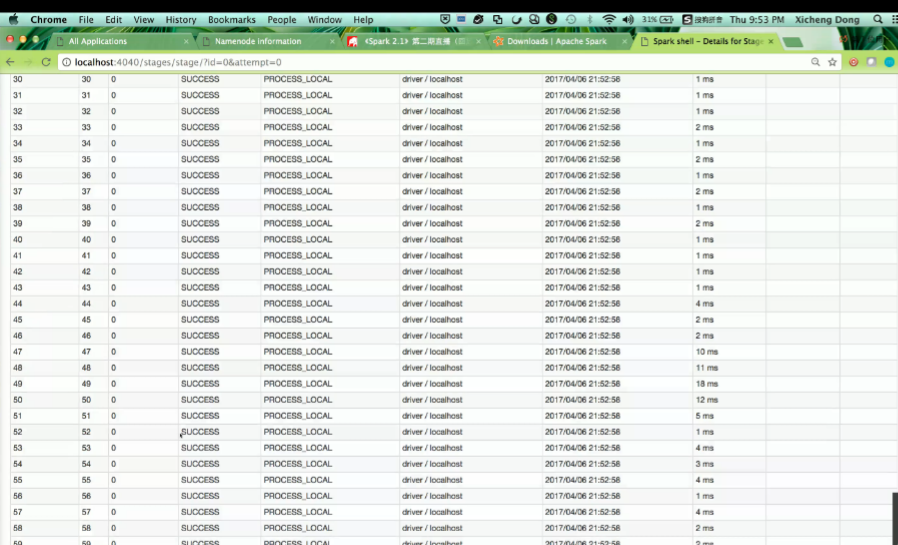 Chrome File Edit View History Bookmarks People Window Help 31% 搜狗拼音 Thu 9:53 PM Xicheng Dong
All Applications Namenode information 《Spark 2.1》第二期直播 Downloads | Apache Spark Spark shell - Details for Stage
localhost:4040/stages/stage/?id=0&attempt=0
30 30 0 SUCCESS PROCESS_LOCAL driver / localhost 2017/04/06 21:52:58 1 ms
31 31 0 SUCCESS PROCESS_LOCAL driver / localhost 2017/04/06 21:52:58 1 ms
32 32 0 SUCCESS PROCESS_LOCAL driver / localhost 2017/04/06 21:52:58 1 ms
33 33 0 SUCCESS PROCESS_LOCAL driver / localhost 2017/04/06 21:52:58 2 ms
34 34 0 SUCCESS PROCESS_LOCAL driver / localhost 2017/04/06 21:52:58 1 ms
35 35 0 SUCCESS PROCESS_LOCAL driver / localhost 2017/04/06 21:52:58 2 ms
36 36 0 SUCCESS PROCESS_LOCAL driver / localhost 2017/04/06 21:52:58 1 ms
37 37 0 SUCCESS PROCESS_LOCAL driver / localhost 2017/04/06 21:52:58 2 ms
38 38 0 SUCCESS PROCESS_LOCAL driver / localhost 2017/04/06 21:52:58 1 ms
39 39 0 SUCCESS PROCESS_LOCAL driver / localhost 2017/04/06 21:52:58 2 ms
40 40 0 SUCCESS PROCESS_LOCAL driver / localhost 2017/04/06 21:52:58 1 ms
41 41 0 SUCCESS PROCESS_LOCAL driver / localhost 2017/04/06 21:52:58 1 ms
42 42 0 SUCCESS PROCESS_LOCAL driver / localhost 2017/04/06 21:52:58 1 ms
43 43 0 SUCCESS PROCESS_LOCAL driver / localhost 2017/04/06 21:52:58 1 ms
44 44 0 SUCCESS PROCESS_LOCAL driver / localhost 2017/04/06 21:52:58 4 ms
45 45 0 SUCCESS PROCESS_LOCAL driver / localhost 2017/04/06 21:52:58 2 ms
46 46 0 SUCCESS PROCESS_LOCAL driver / localhost 2017/04/06 21:52:58 2 ms
47 47 0 SUCCESS PROCESS_LOCAL driver / localhost 2017/04/06 21:52:58 10 ms
48 48 0 SUCCESS PROCESS_LOCAL driver / localhost 2017/04/06 21:52:58 11 ms
49 49 0 SUCCESS PROCESS_LOCAL driver / localhost 2017/04/06 21:52:58 18 ms
50 50 0 SUCCESS PROCESS_LOCAL driver / localhost 2017/04/06 21:52:58 12 ms
51 51 0 SUCCESS PROCESS_LOCAL driver / localhost 2017/04/06 21:52:58 5 ms
52 52 0 SUCCESS PROCESS_LOCAL driver / localhost 2017/04/06 21:52:58 1 ms
53 53 0 SUCCESS PROCESS_LOCAL driver / localhost 2017/04/06 21:52:58 4 ms
54 54 0 SUCCESS PROCESS_LOCAL driver / localhost 2017/04/06 21:52:58 3 ms
55 55 0 SUCCESS PROCESS_LOCAL driver / localhost 2017/04/06 21:52:58 4 ms
56 56 0 SUCCESS PROCESS_LOCAL driver / localhost 2017/04/06 21:52:58 1 ms
57 57 0 SUCCESS PROCESS_LOCAL driver / localhost 2017/04/06 21:52:58 4 ms
58 58 0 SUCCESS PROCESS_LOCAL driver / localhost 2017/04/06 21:52:58 2 ms
59 59 0 SUCCESS PROCESS_LOCAL driver / localhost 2017/04/06 21:52:58 2 ms